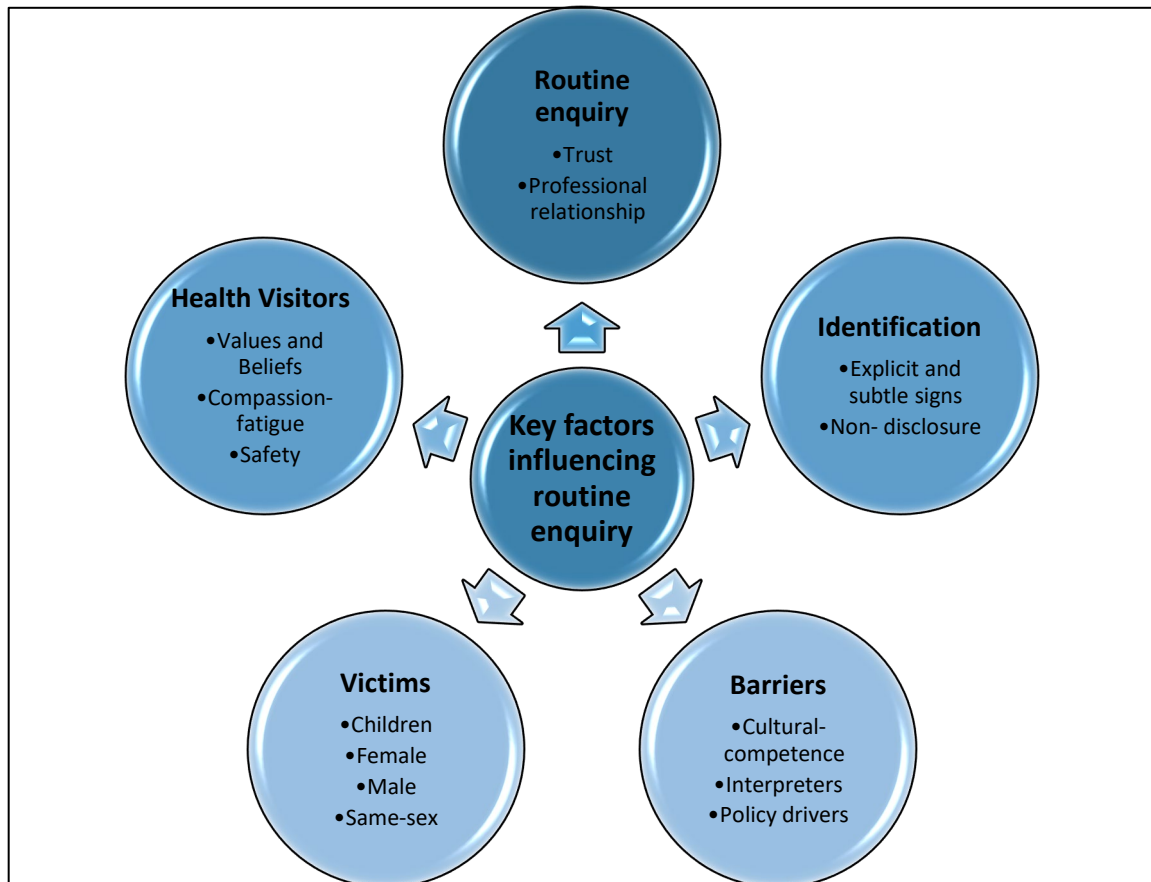 Routine
enquiry
•Trust
•Professional
relationship
Health Visitors
•Values and
Beliefs
•Compassion-
fatigue
•Safety
Identification
•Explicit and
subtle signs
•Non- disclosure
Key factors
influencing
routine
enquiry
Victims
•Children
•Female
•Male
•Same-sex
Barriers
•Cultural-
competence
•Interpreters
•Policy drivers